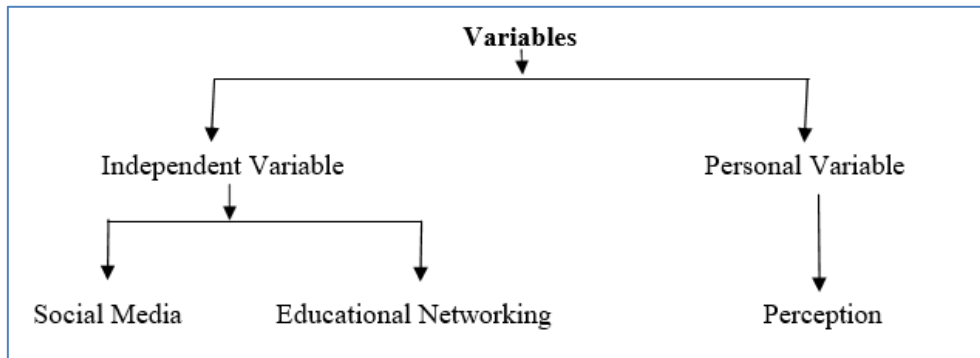 Variables
Independent Variable
Personal Variable
Social Media
Educational Networking
Perception